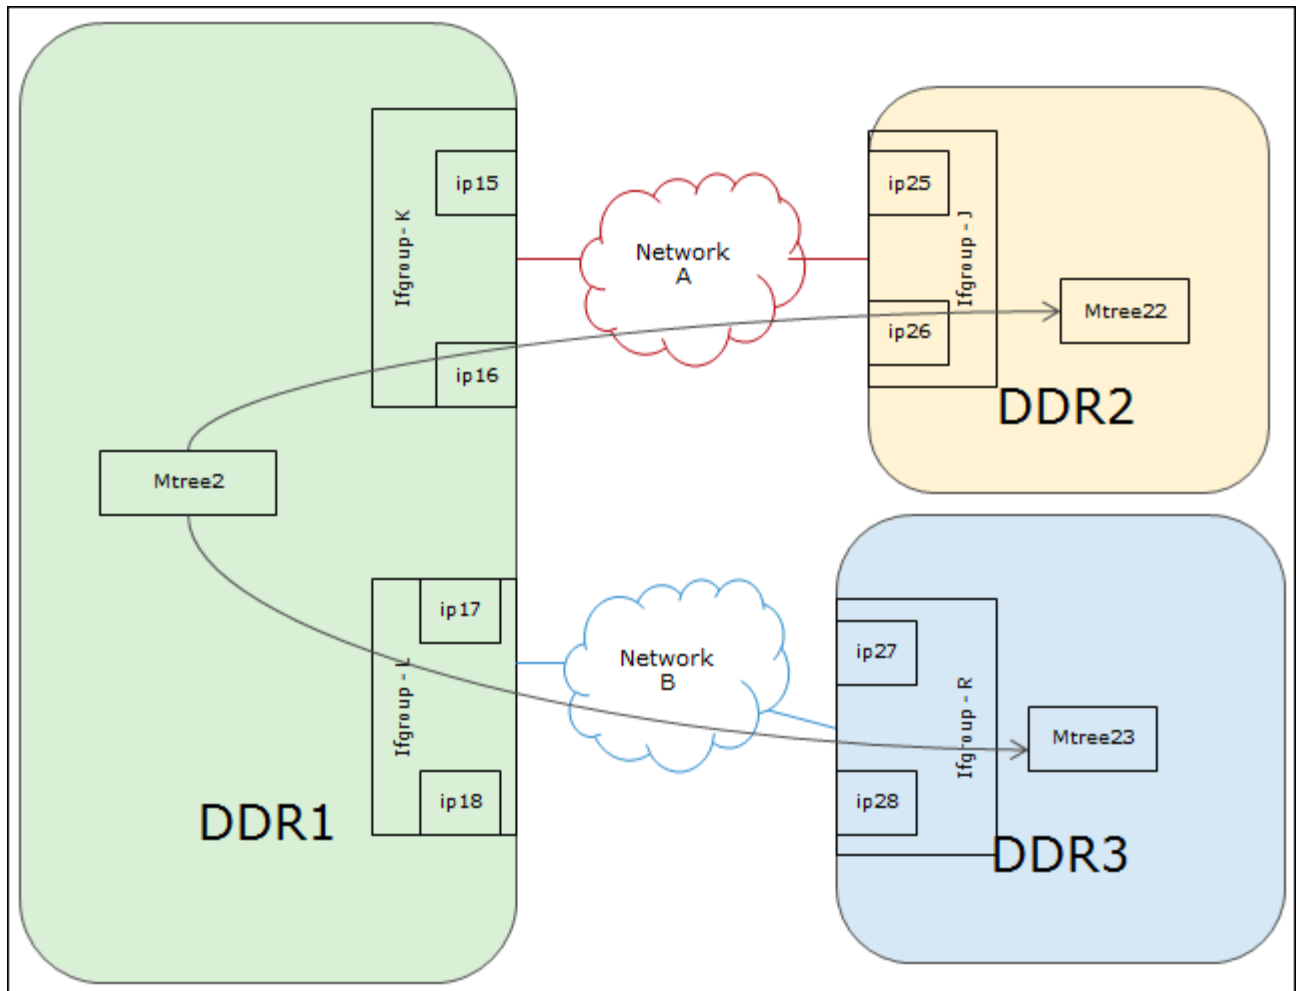 ip15
Ifgroup-K
ip16
Mtree2
ip17
Ifgroup - L
ip18
DDR1
Network
A
Network
B
ip25
Ifgroup -J
ip26
Mtree22
DDR2
ip27
Ifgroup - R
Mtree23
ip28
DDR3